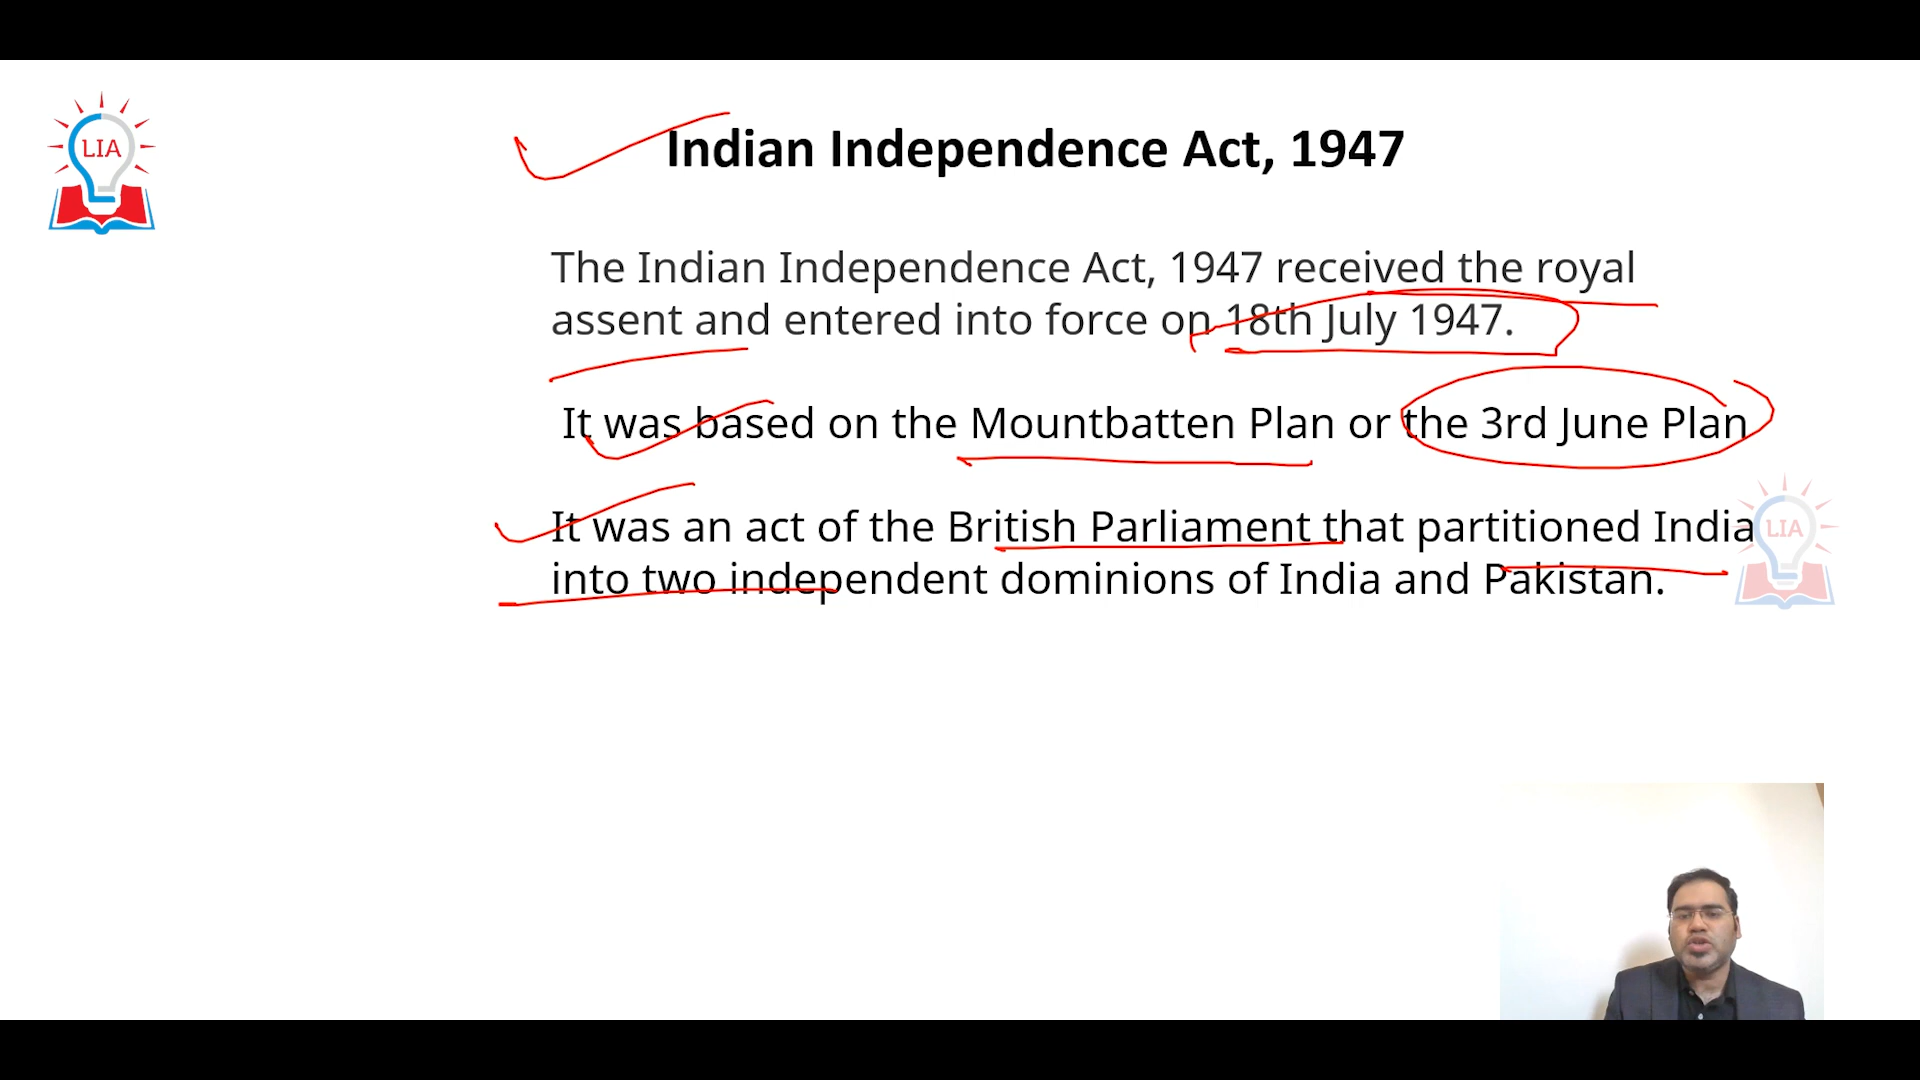 LIA
Indian Independence Act, 1947
The Indian Independence Act, 1947 received the royal
assent and entered into force on 18th July 1947.
It was based on the Mountbatten Plan or the 3rd June Plan
It was an act of the British Parliament that partitioned India
into two independent dominions of India and Pakistan.
LIA